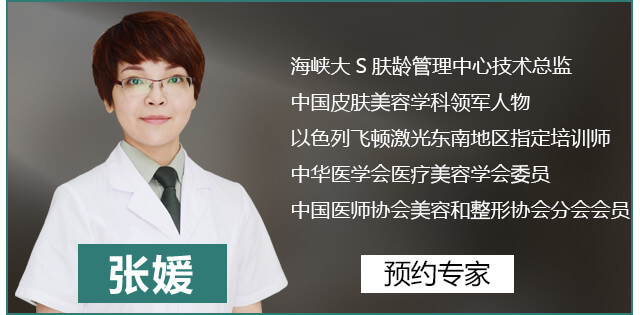 海峡大S肤龄管理中心技术总监
中国皮肤美容学科领军人物
以色列飞顿激光东南地区指定培训师
中华医学会医疗美容学会委员
中国医师协会美容和整形协会分会会员
张媛
预约专家